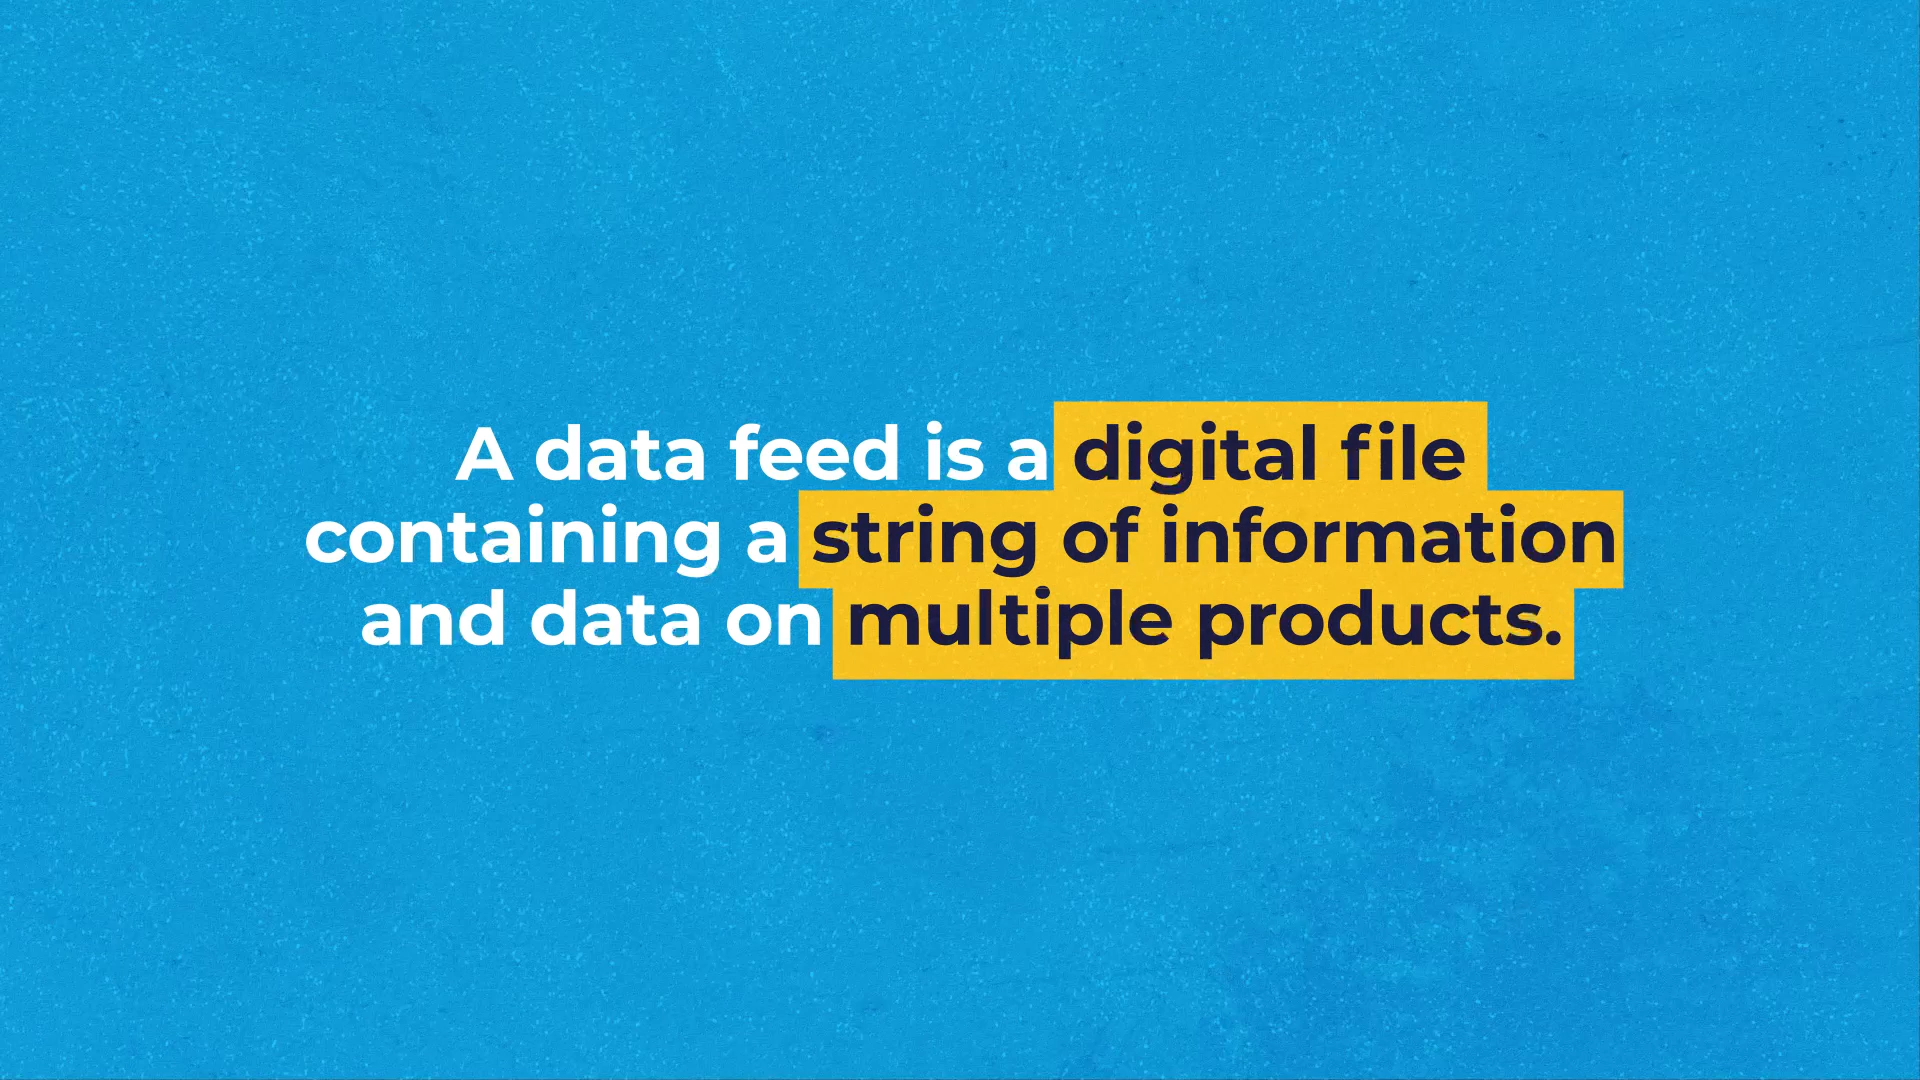 A data feed is a digital file
containing a string of information
and data on multiple products.